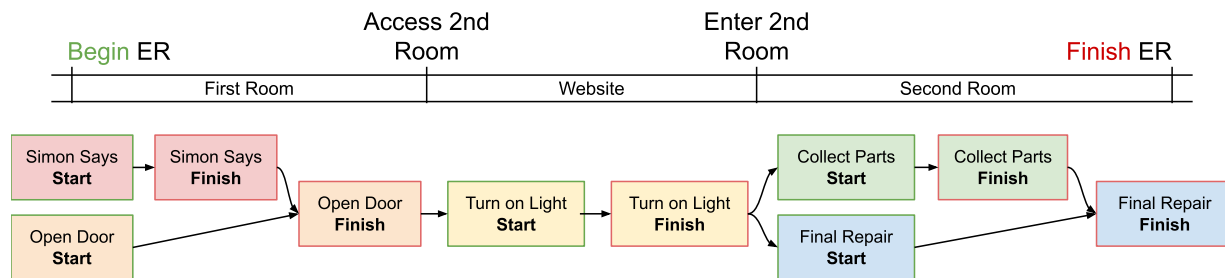 Begin ER
Access 2nd
Room
Enter 2nd
Room
Finish ER
First Room
Website
Second Room
Simon Says
Start
Simon Says
Finish
Open Door
Start
Open Door
Finish
Turn on Light
Start
Turn on Light
Finish
Collect Parts
Start
Collect Parts
Finish
Final Repair
Start
Final Repair
Finish